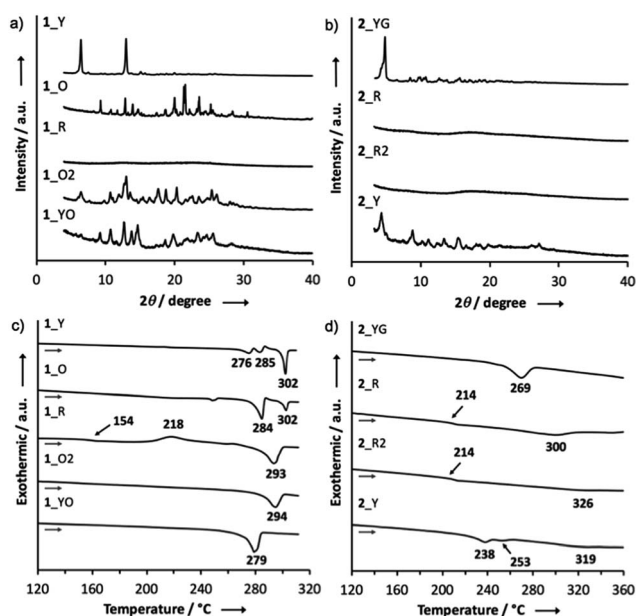 a)
1_Y
1_O
1_R
1_O2
1_YO
Intensity / a.u. ⟶
0 10 20 30 40
2θ / degree ⟶
b)
2_YG
2_R
2_R2
2_Y
Intensity / a.u. ⟶
0 10 20 30 40
2θ / degree ⟶
c)
1_Y
276 285
302
1_O
284 302
1_R
154 218
293
1_O2
294
1_YO
279
Exothermic / a.u. ⟶
120 160 200 240 280 312
Temperature / °C ⟶
d)
2_YG
269
2_R
214
300
2_R2
214
326
2_Y
238 253 319
Exothermic / a.u. ⟶
120 160 200 240 280 320 360
Temperature / °C ⟶